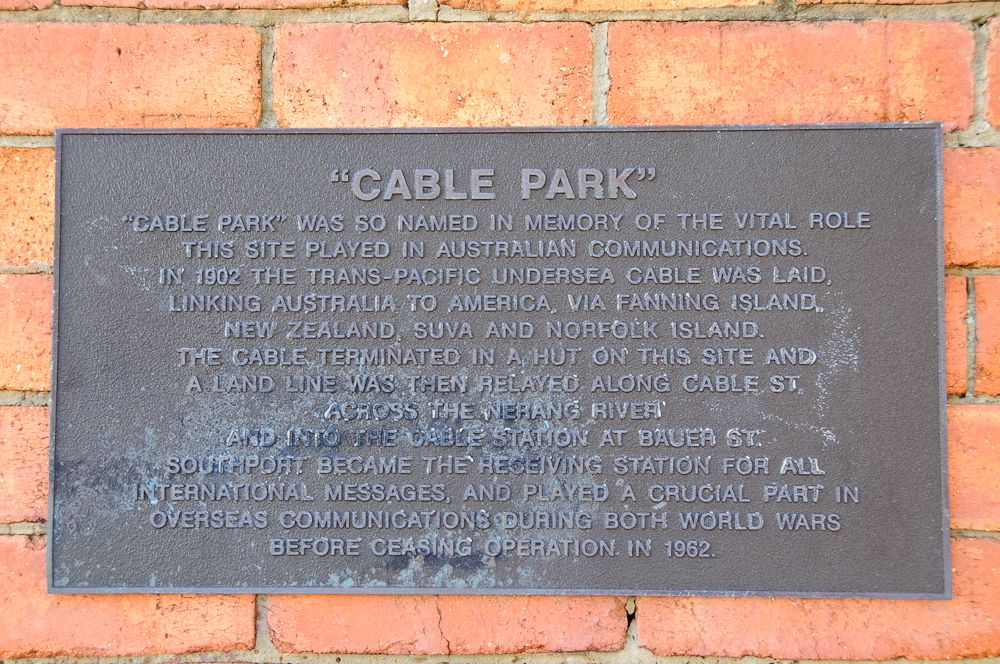 “CABLE PARK”
“CABLE PARK” WAS SO NAMED IN MEMORY OF THE VITAL ROLE
THIS SITE PLAYED IN AUSTRALIAN COMMUNICATIONS.
IN 1902 THE TRANS-PACIFIC UNDERSEA CABLE WAS LAID,
LINKING AUSTRALIA TO AMERICA, VIA FANNING ISLAND,
NEW ZEALAND, SUVA AND NORFOLK ISLAND.
THE CABLE TERMINATED IN A HUT ON THIS SITE AND
A LAND LINE WAS THEN RELAYED ALONG CABLE ST,
ACROSS THE NERANG RIVER
AND INTO THE CABLE STATION AT BAUER ST.
SOUTHPORT BECAME THE RECEIVING STATION FOR ALL
INTERNATIONAL MESSAGES, AND PLAYED A CRUCIAL PART IN
OVERSEAS COMMUNICATIONS DURING BOTH WORLD WARS
BEFORE CEASING OPERATION IN 1962.